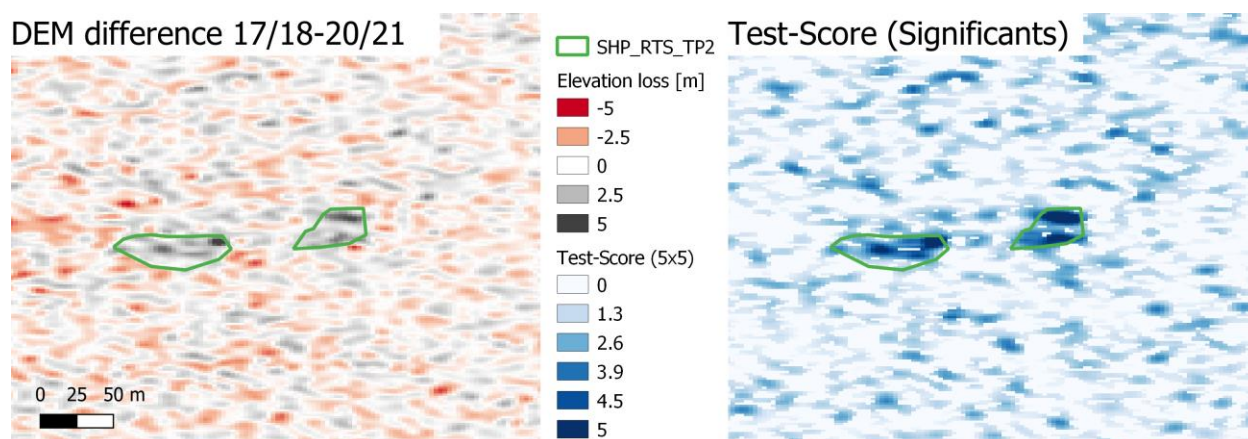 DEM difference 17/18-20/21
SHP_RTS_TP2
Elevation loss [m]
-5
-2.5
0
2.5
5
Test-Score (5x5)
0
1.3
2.6
3.9
4.5
5
0 25 50 m
Test-Score (Significants)